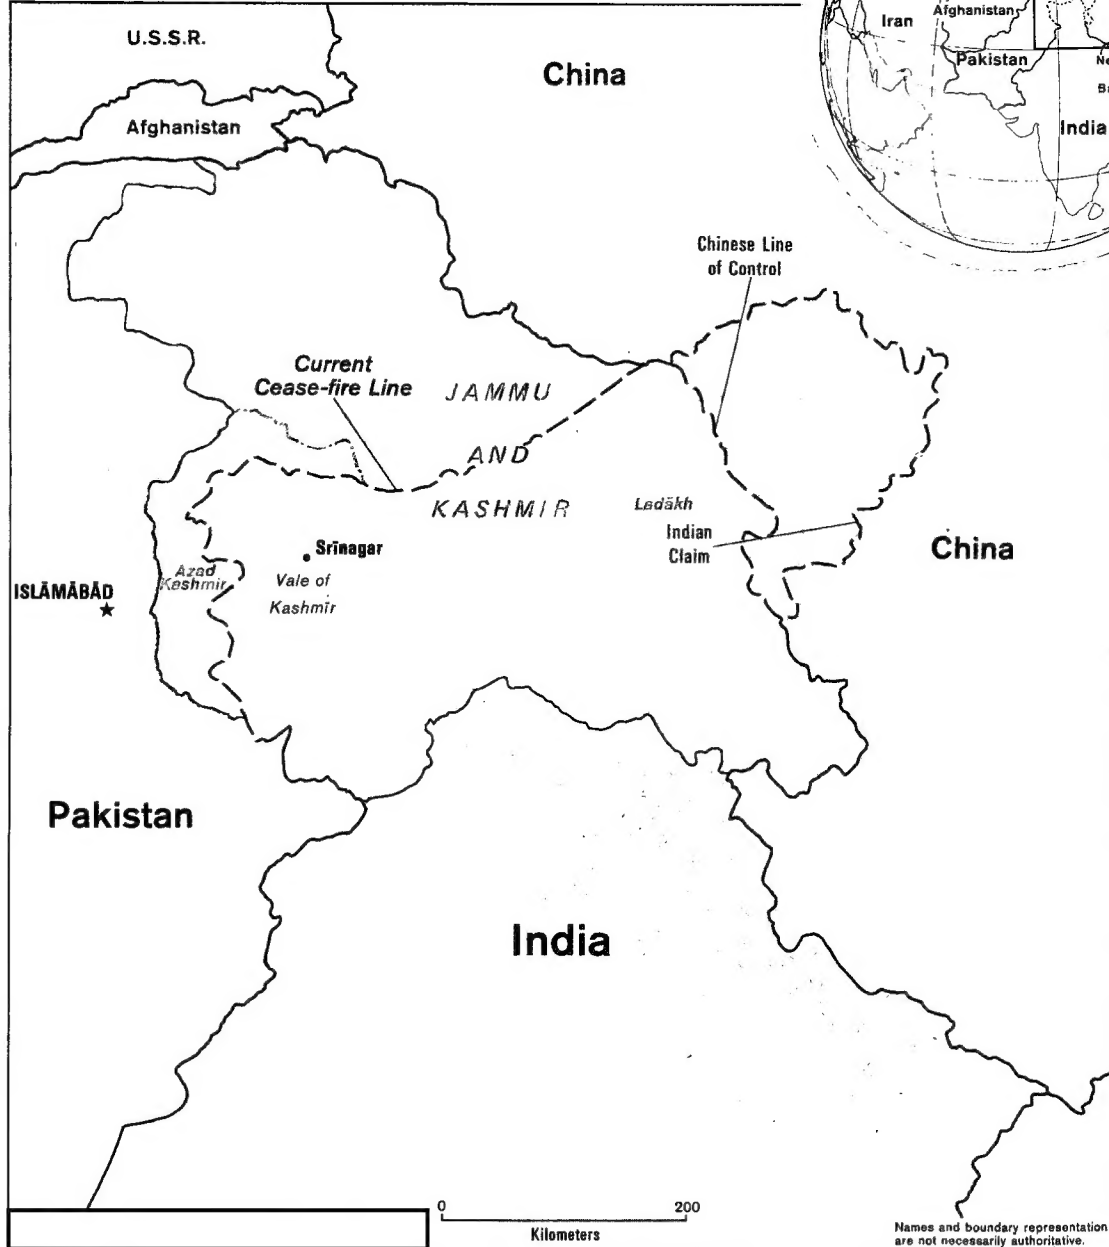 U.S.S.R.
China
Afghanistan
Iran
Afghanistan
Pakistan
India
Chinese Line
of Control
Current
Cease-fire Line
JAMMU
AND
KASHMIR
Ladākh
Indian
Claim
China
Srīnagar
Azad
Kashmir
Vale of
Kashmīr
ISLĀMĀBĀD
Pakistan
India
0
200
Kilometers
Names and boundary representation
are not necessarily authoritative.